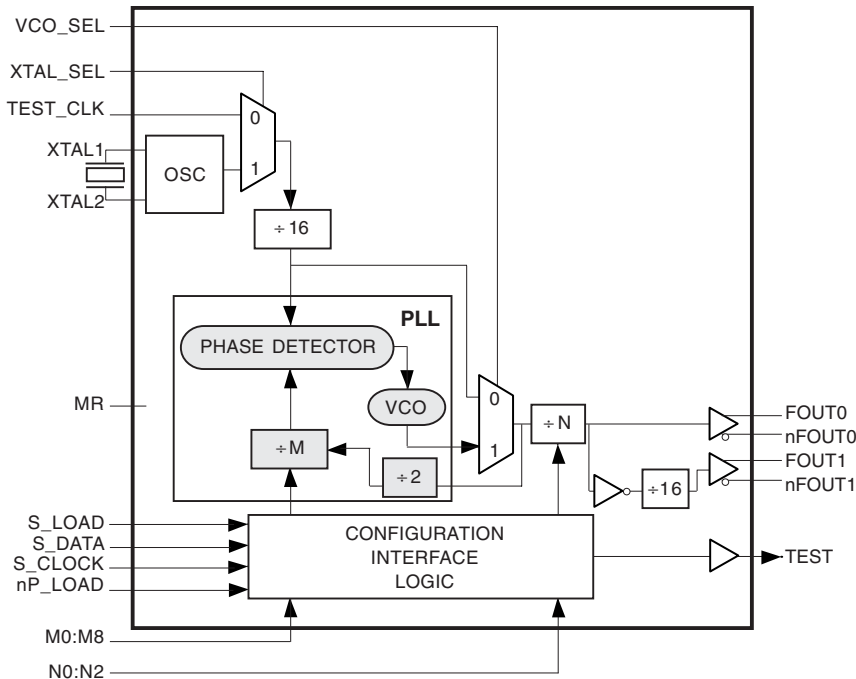 VCO_SEL
XTAL_SEL
TEST_CLK
0
XTAL1
OSC
1
XTAL2
÷16
PLL
PHASE DETECTOR
MR
VCO
0
÷N
FOUT0
nFOUT0
÷M
1
FOUT1
÷2
÷16
nFOUT1
S_LOAD
S_DATA
S_CLOCK
nP_LOAD
CONFIGURATION
INTERFACE
LOGIC
TEST
M0:M8
N0:N2